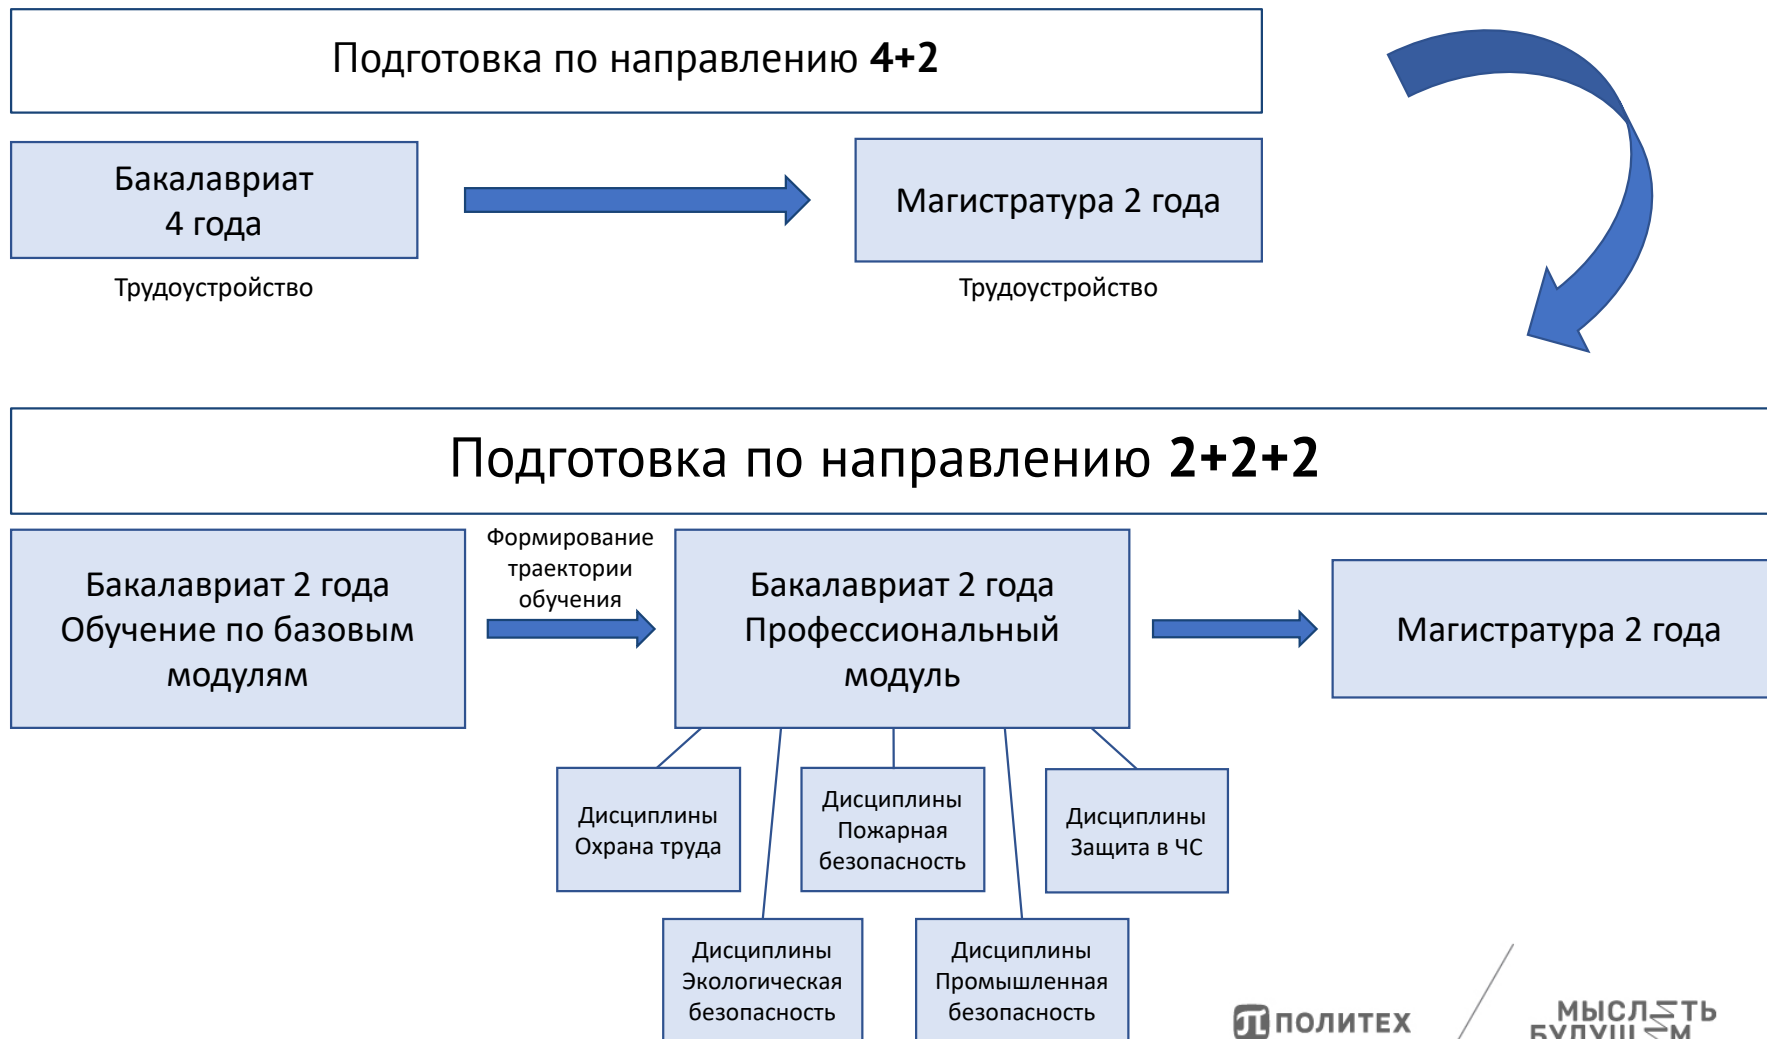 Подготовка по направлению 4+2
Бакалавриат
4 года
Магистратура 2 года
Трудоустройство
Трудоустройство
Подготовка по направлению 2+2+2
Бакалавриат 2 года
Обучение по базовым
модулям
Формирование
траектории
обучения
Бакалавриат 2 года
Профессиональный
модуль
Магистратура 2 года
Дисциплины
Охрана труда
Дисциплины
Пожарная
безопасность
Дисциплины
Защита в ЧС
Дисциплины
Экологическая
безопасность
Дисциплины
Промышленная
безопасность
ПОЛИТЕХ
МЫСЛИТЬ
БУДУЩИМ